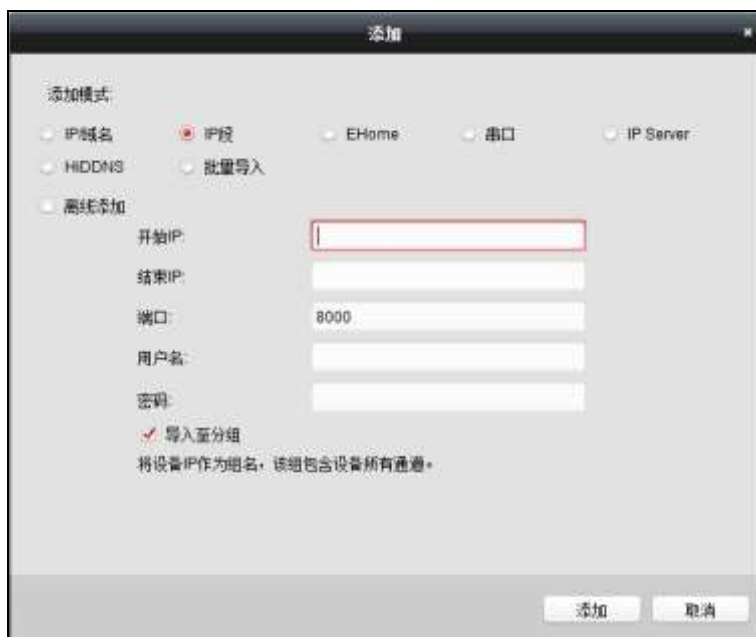 添加
添加模式:
IP/域名 IP段 EHome 串口 IP Server
HiDDNS 批量导入
离线添加
开始IP:
结束IP:
端口: 8000
用户名:
密码:
导入至分组
将设备IP作为组名，该组包含设备所有通道。
添加 取消